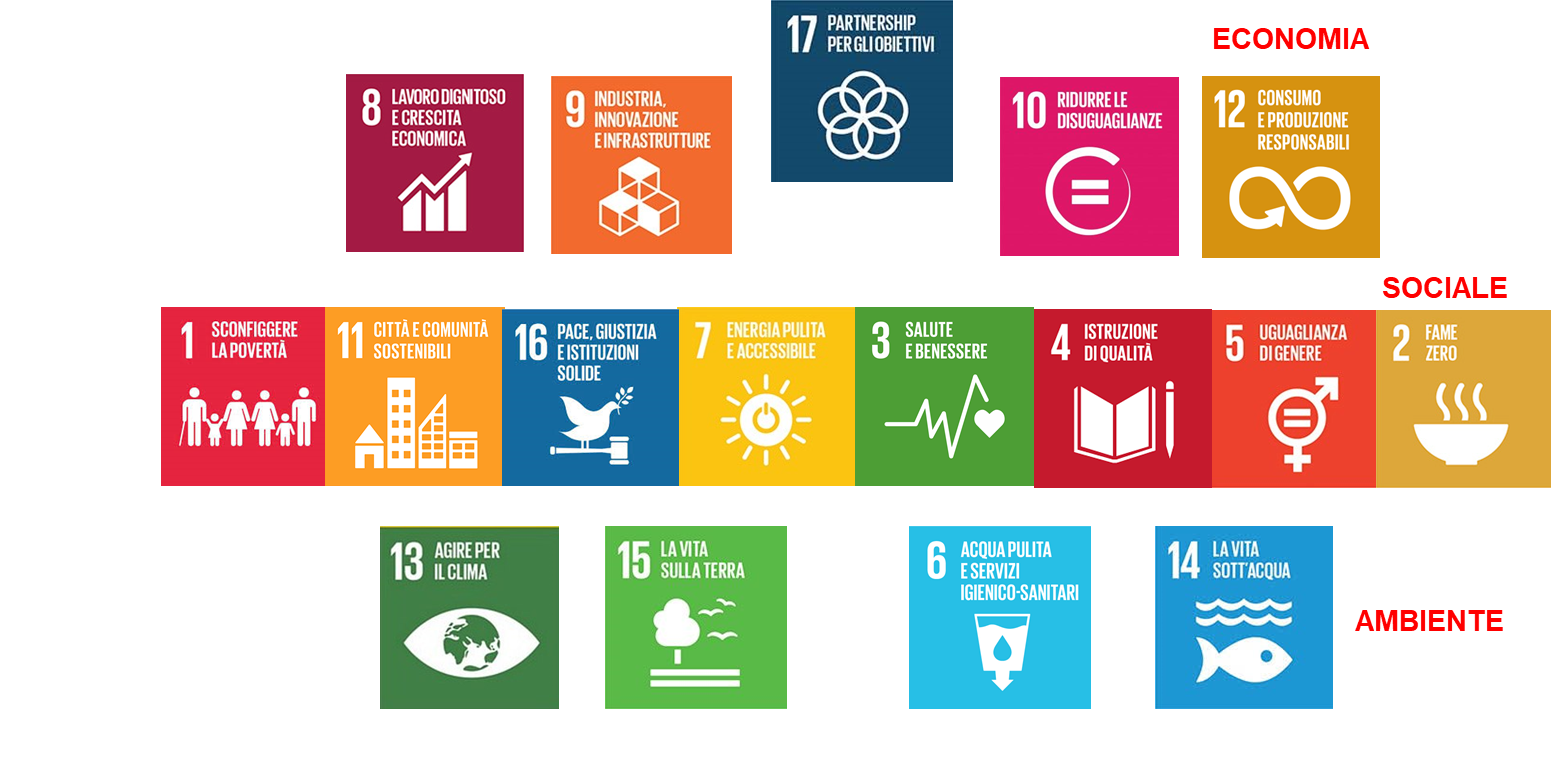 17 PARTNERSHIP
PER GLI OBIETTIVI
ECONOMIA
8 LAVORO DIGNITOSO
E CRESCITA
ECONOMICA
9 INDUSTRIA,
INNOVAZIONE
E INFRASTRUTTURE
10 RIDURRE LE
DISUGUAGLIANZE
12 CONSUMO
E PRODUZIONE
RESPONSABILI
SOCIALE
1 SCONFIGGERE
LA POVERTÀ
11 CITTÀ E COMUNITÀ
SOSTENIBILI
16 PACE, GIUSTIZIA
E ISTITUZIONI
SOLIDE
7 ENERGIA PULITA
E ACCESSIBILE
3 SALUTE
E BENESSERE
4 ISTRUZIONE
DI QUALITÀ
5 UGUAGLIANZA
DI GENERE
2 FAME
ZERO
13 AGIRE PER
IL CLIMA
15 LA VITA
SULLA TERRA
6 ACQUA PULITA
E SERVIZI
IGIENICO-SANITARI
14 LA VITA
SOTT'ACQUA
AMBIENTE